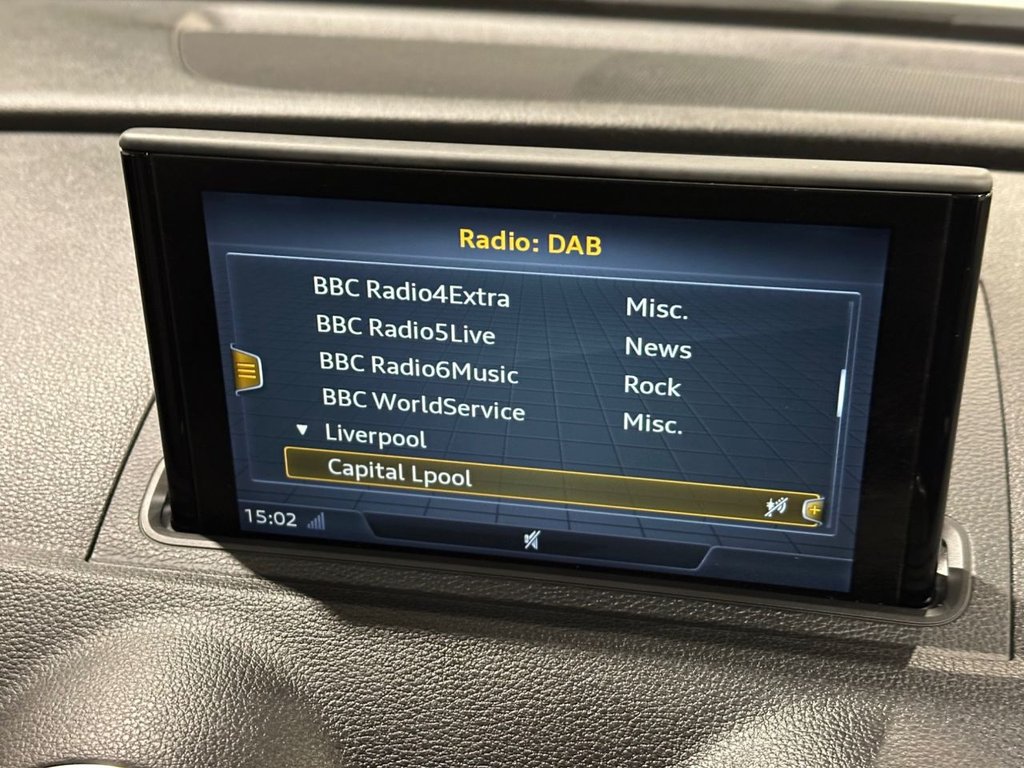 Radio: DAB
BBC Radio4Extra Misc.
BBC Radio5Live News
BBC Radio6Music Rock
BBC WorldService Misc.
Liverpool
Capital Lpool
15:02